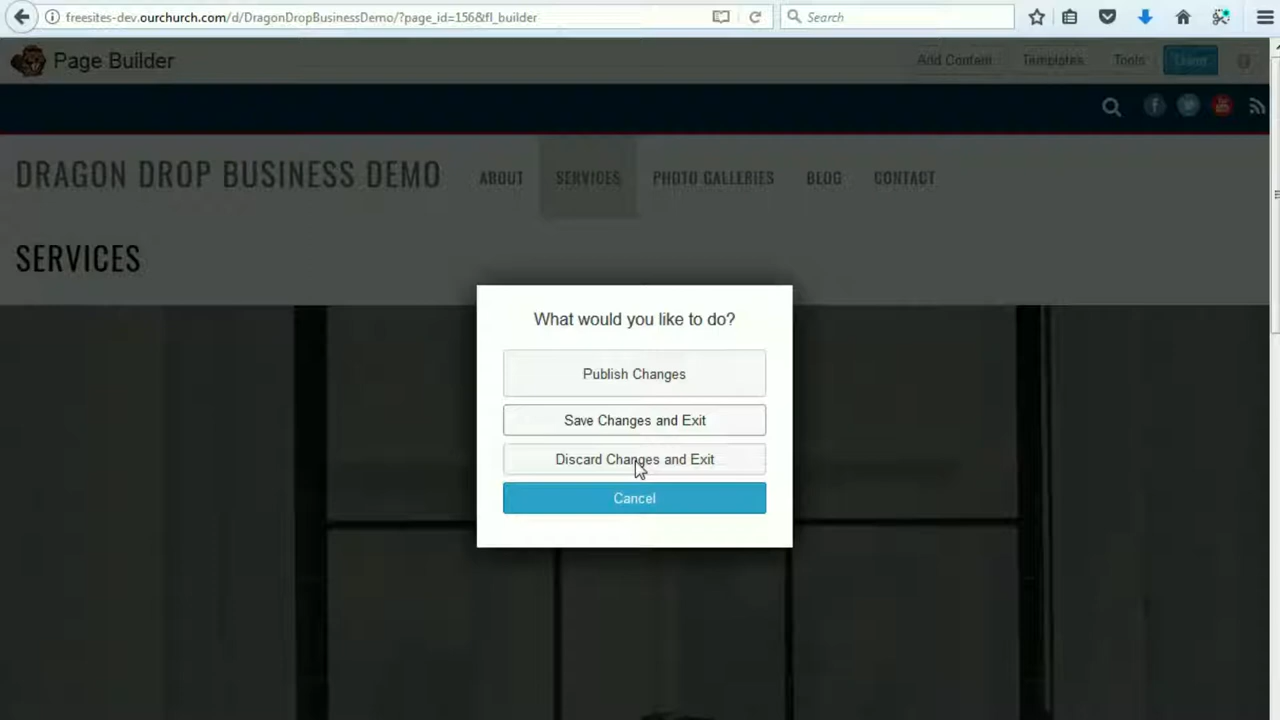 freesites-dev.ourchurch.com/d/DragonDropBusinessDemo/?page_id=156&fl_builder
Search
Page Builder
Add Content
Templates
Tools
Done
DRAGON DROP BUSINESS DEMO
ABOUT
SERVICES
PHOTO GALLERIES
BLOG
CONTACT
SERVICES
What would you like to do?
Publish Changes
Save Changes and Exit
Discard Changes and Exit
Cancel